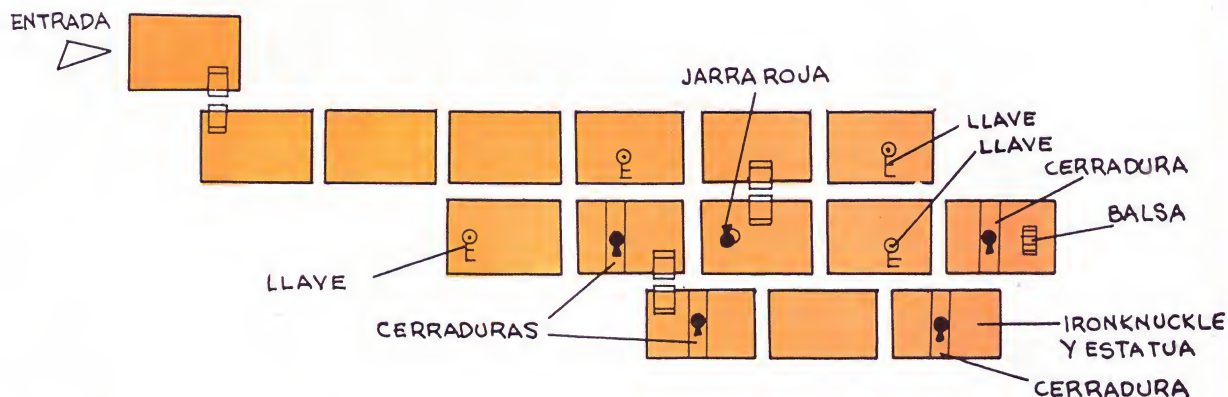 ENTRADA
JARRA ROJA
LLAVE
LLAVE
CERRADURA
BALSA
LLAVE
CERRADURAS
IRONKNUCKLE
Y ESTATUA
CERRADURA